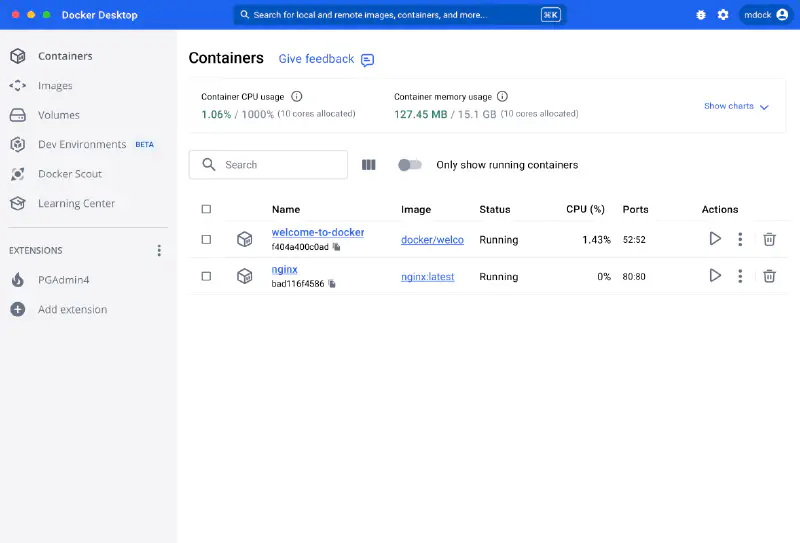 Docker Desktop
Search for local and remote images, containers, and more...
⌘K
mdock
Containers
Images
Volumes
Dev Environments BETA
Docker Scout
Learning Center
EXTENSIONS
PGAdmin4
Add extension
Containers Give feedback
Container CPU usage
1.06% / 1000% (10 cores allocated)
Container memory usage
127.45 MB / 15.1 GB (10 cores allocated)
Show charts
Search
Only show running containers
Name Image Status CPU (%) Ports Actions
welcome-to-docker docker/welco Running 1.43% 52:52
f404a400c0ad
nginx nginx:latest Running 0% 80:80
bad116f4586